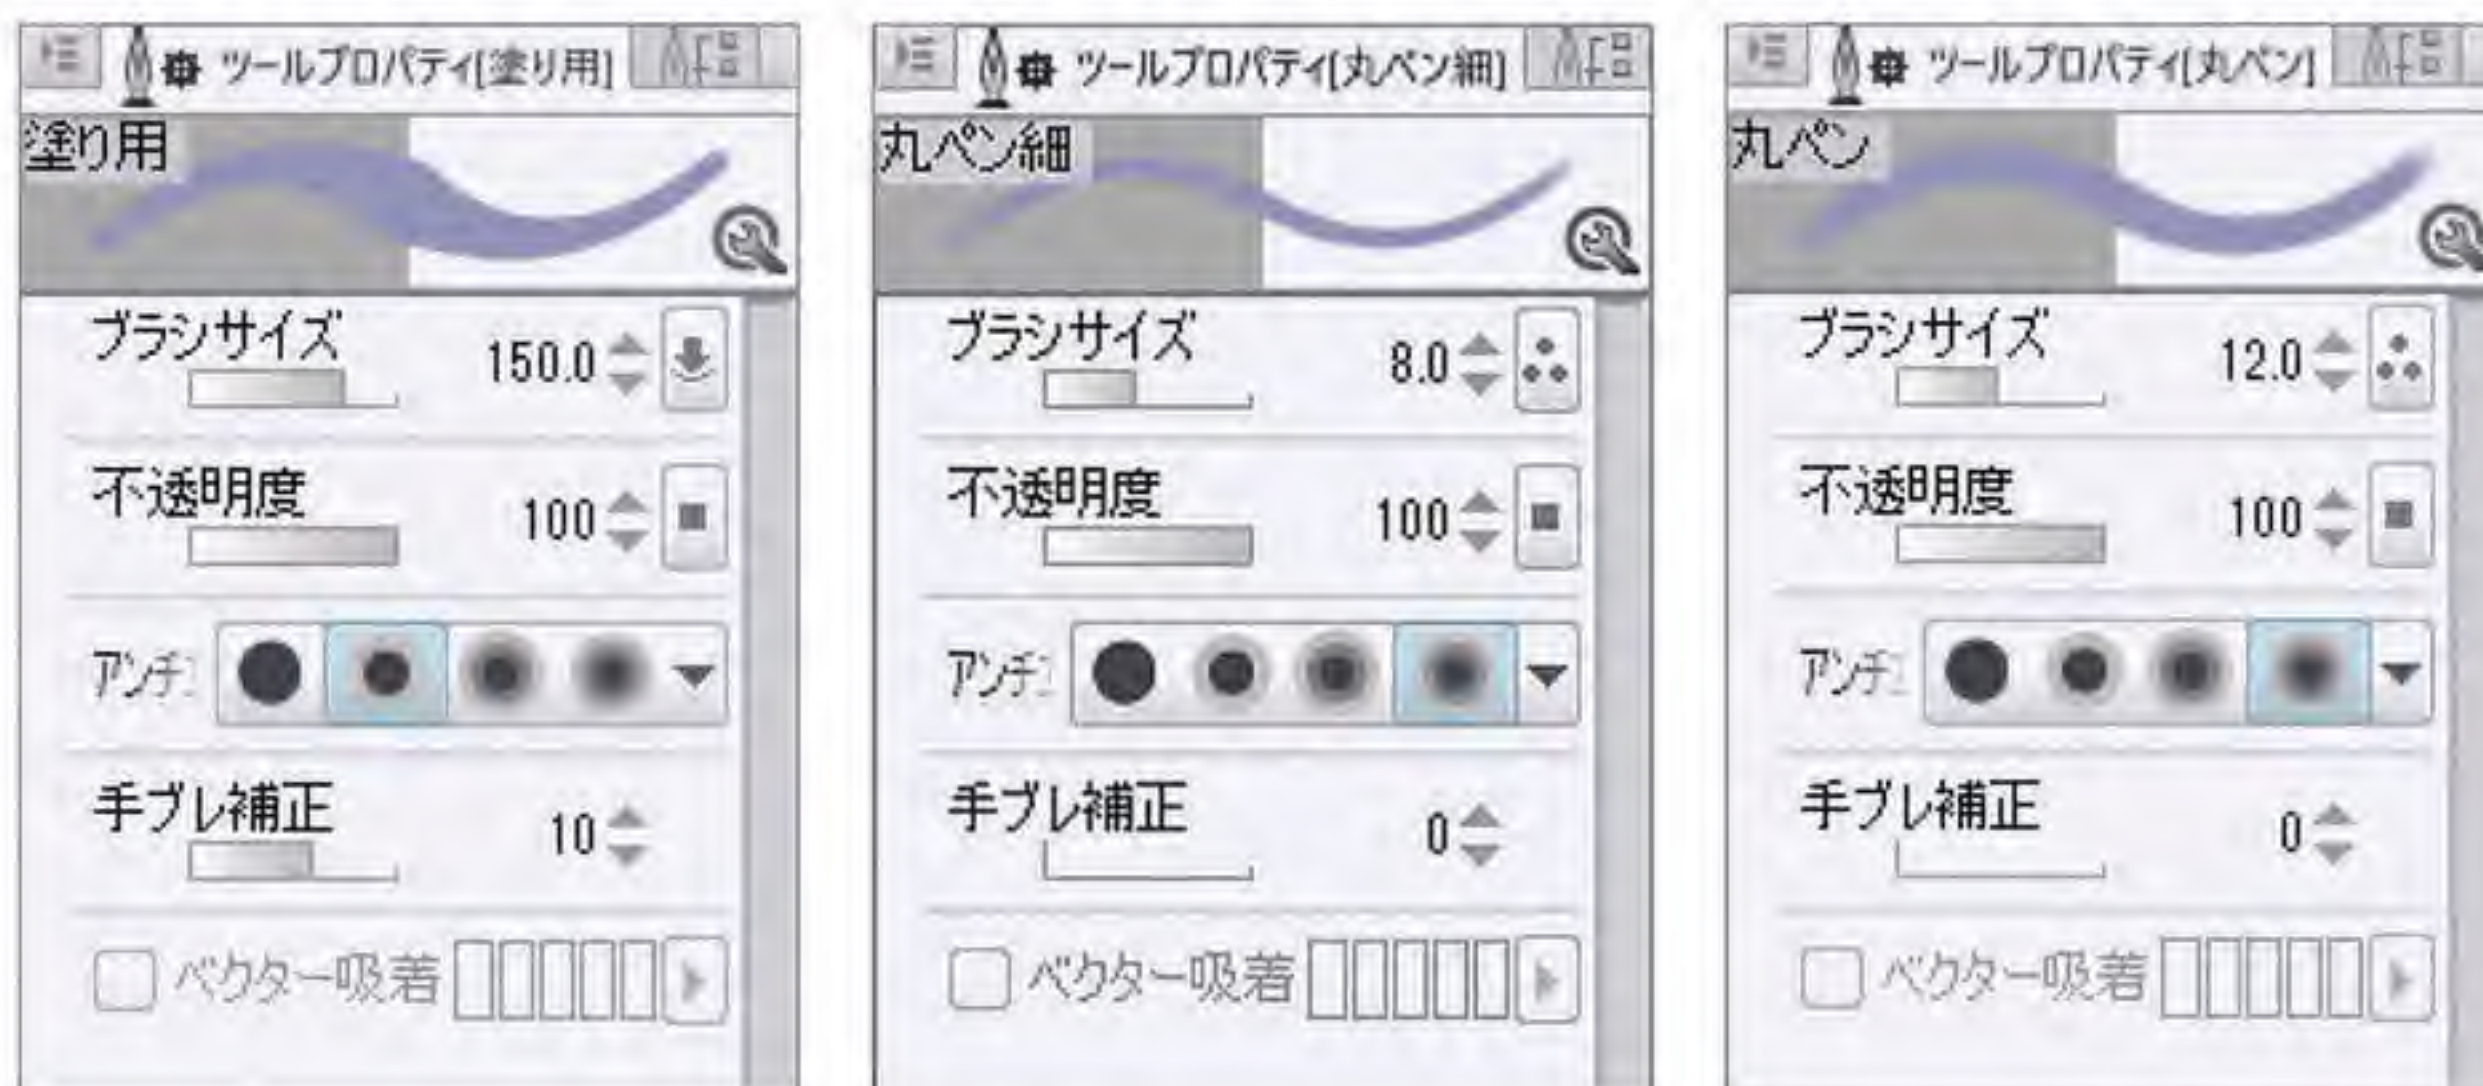 ツールプロパティ[塗り用]
塗り用
ブラシサイズ 150.0
不透明度 100
アンチ
手ブレ補正 10
ベクター吸着
ツールプロパティ[丸ペン細]
丸ペン細
ブラシサイズ 8.0
不透明度 100
アンチ
手ブレ補正 0
ベクター吸着
ツールプロパティ[丸ペン]
丸ペン
ブラシサイズ 12.0
不透明度 100
アンチ
手ブレ補正 0
ベクター吸着